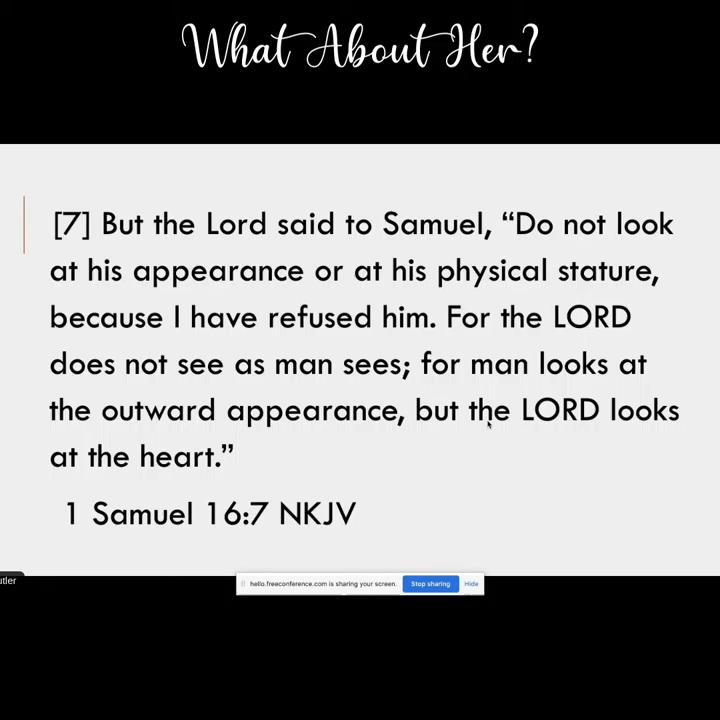 What About Her?
[7] But the Lord said to Samuel, “Do not look
at his appearance or at his physical stature,
because I have refused him. For the LORD
does not see as man sees; for man looks at
the outward appearance, but the LORD looks
at the heart.”
1 Samuel 16:7 NKJV
utler
hello.freeconference.com is sharing your screen. Stop sharing Hide